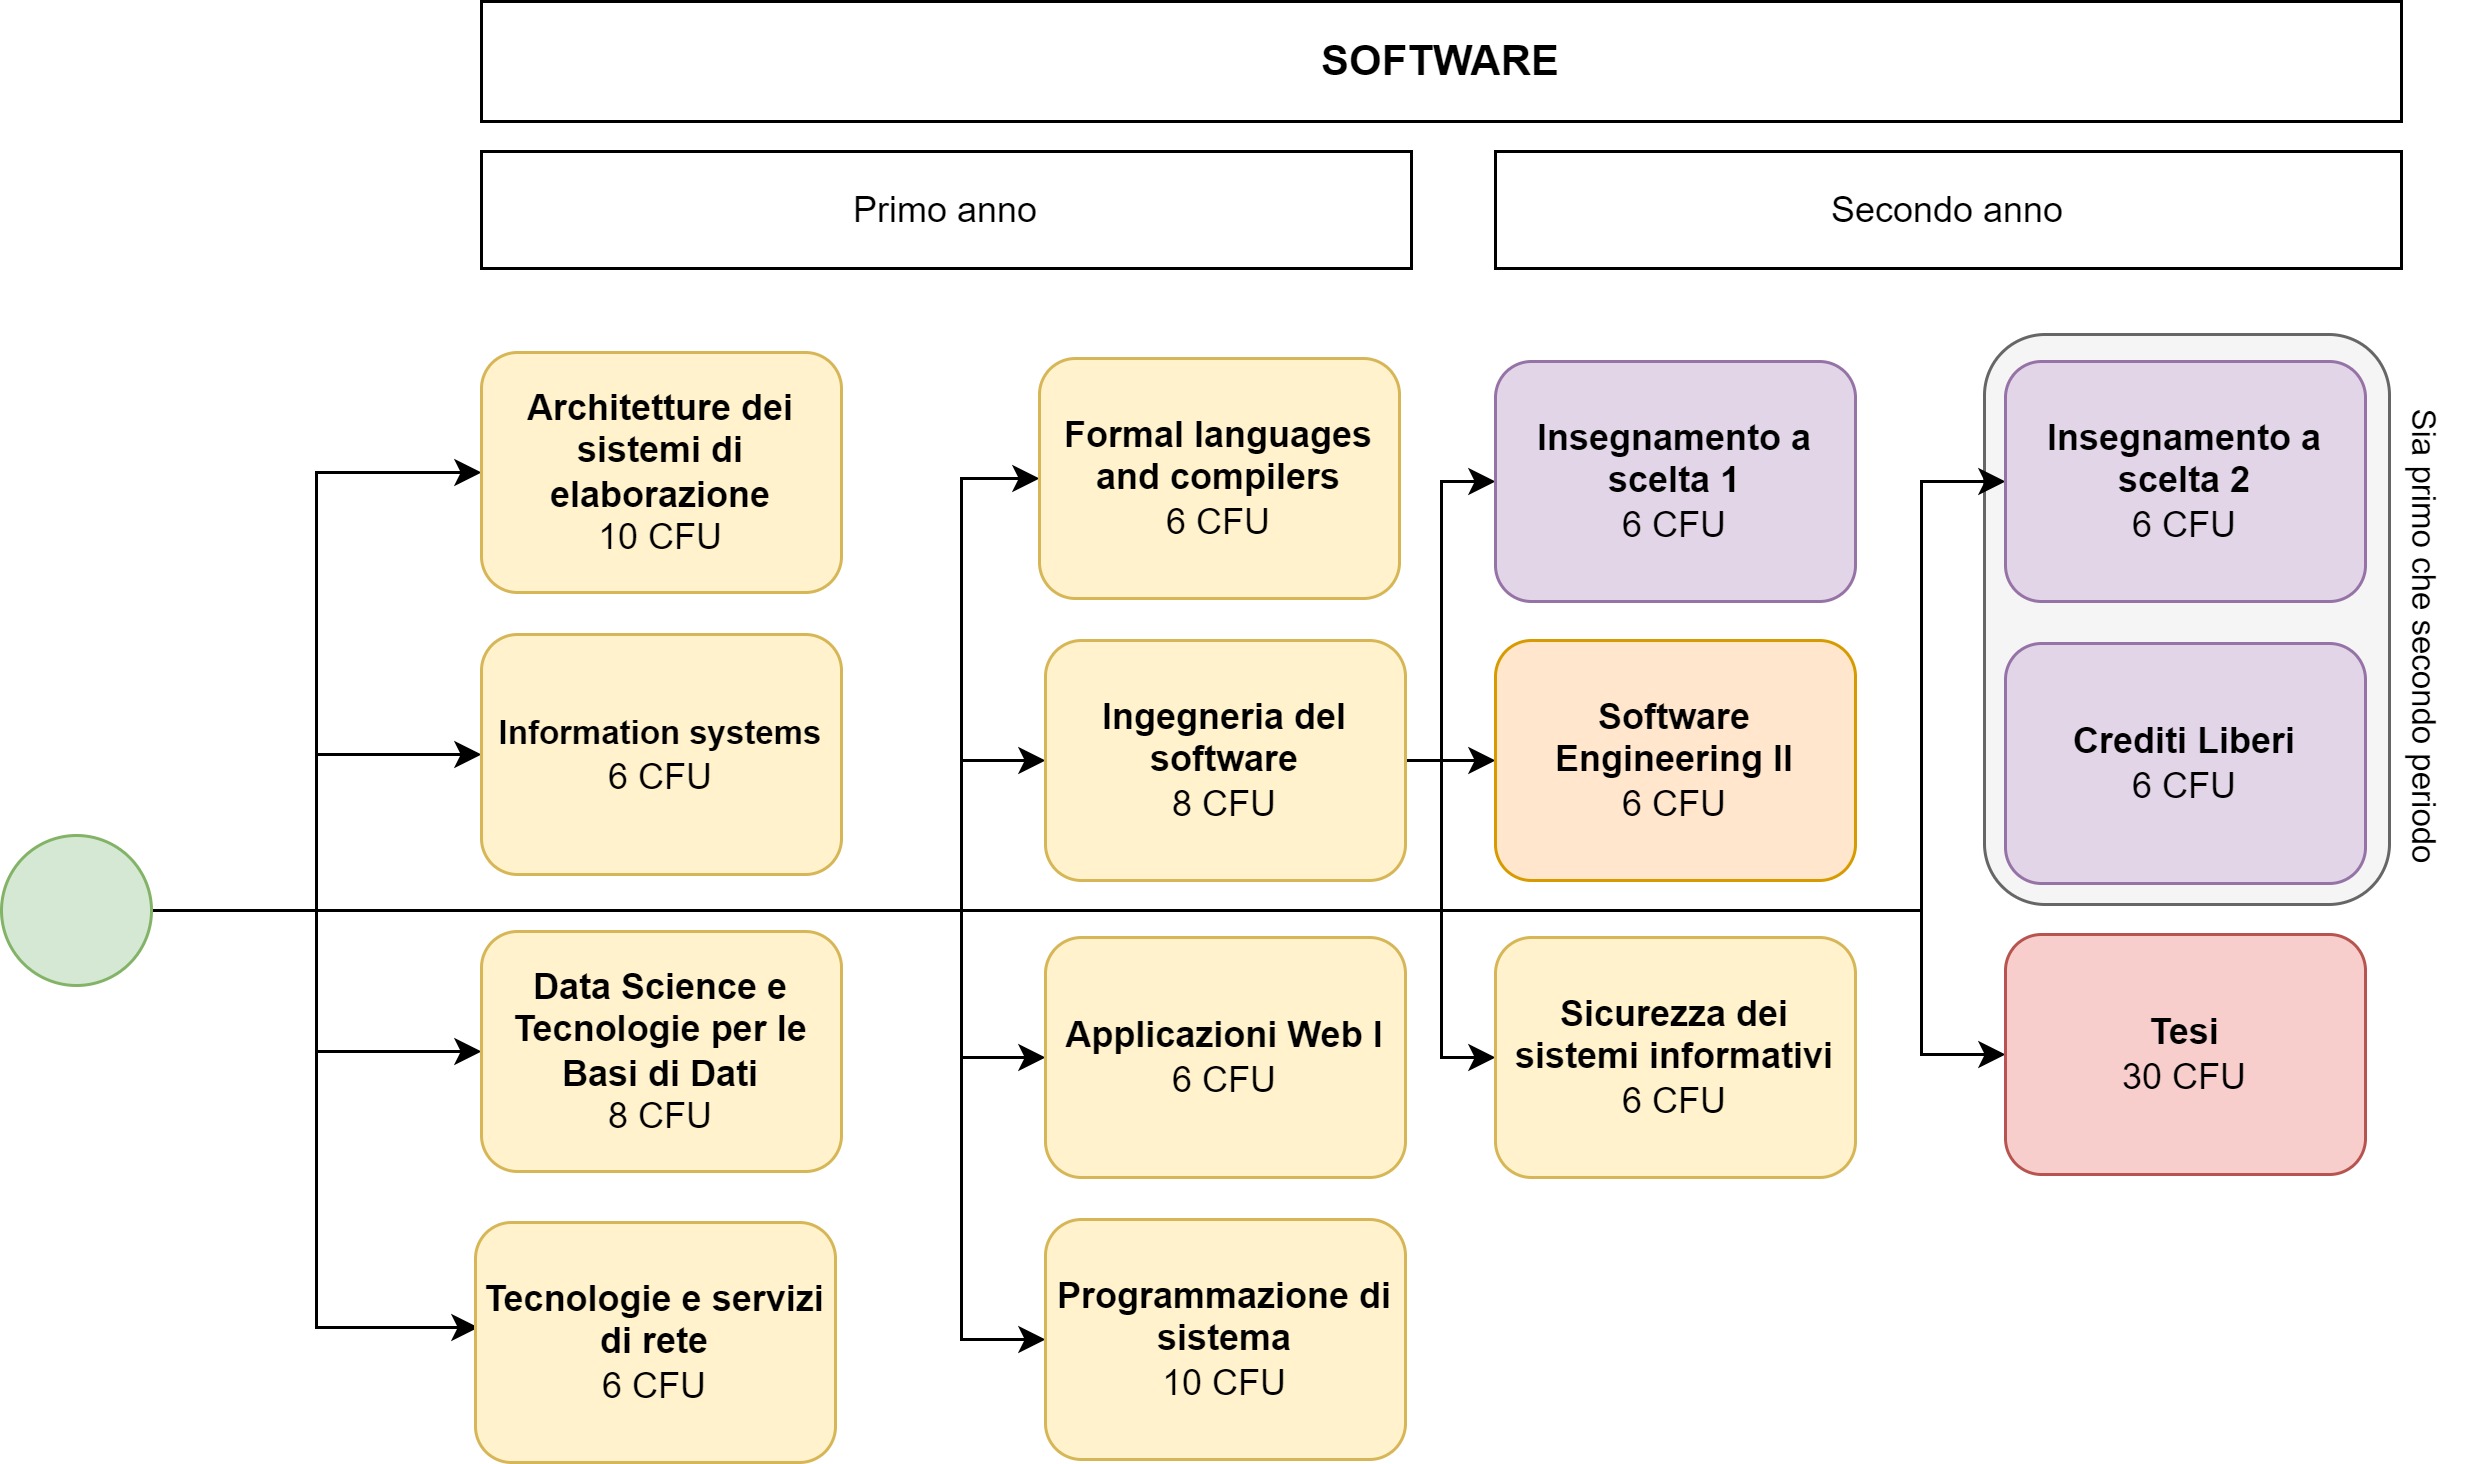 SOFTWARE
Primo anno
Secondo anno
Architetture dei
sistemi di
elaborazione
10 CFU
Information systems
6 CFU
Data Science e
Tecnologie per le
Basi di Dati
8 CFU
Tecnologie e servizi
di rete
6 CFU
Formal languages
and compilers
6 CFU
Ingegneria del
software
8 CFU
Applicazioni Web I
6 CFU
Programmazione di
sistema
10 CFU
Insegnamento a
scelta 1
6 CFU
Software
Engineering II
6 CFU
Sicurezza dei
sistemi informativi
6 CFU
Insegnamento a
scelta 2
6 CFU
Crediti Liberi
6 CFU
Sia primo che secondo periodo
Tesi
30 CFU